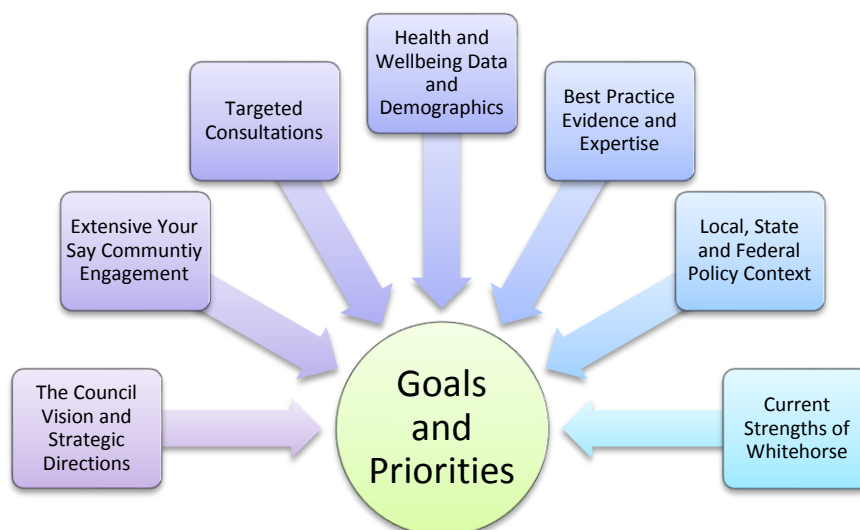 Health and
Wellbeing Data
and
Demographics
Targeted
Consultations
Best Practice
Evidence and
Expertise
Extensive Your
Say Communtiy
Engagement
Local, State
and Federal
Policy Context
The Council
Vision and
Strategic
Directions
Goals
and
Priorities
Current
Strengths of
Whitehorse